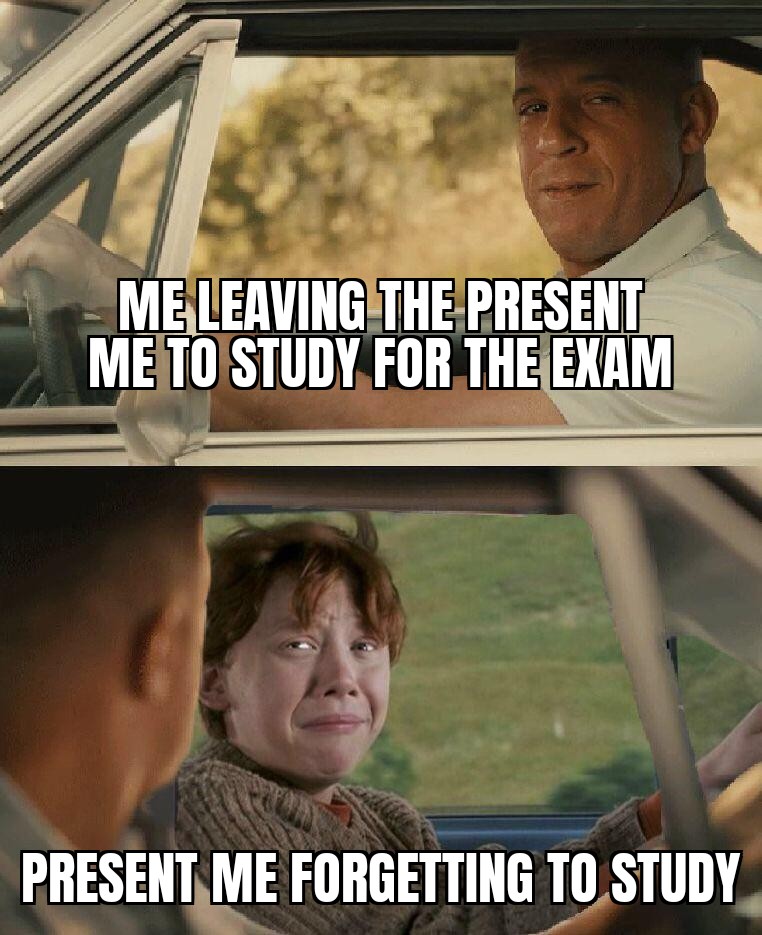 ME LEAVING THE PRESENT
ME TO STUDY FOR THE EXAM
PRESENT ME FORGETTING TO STUDY